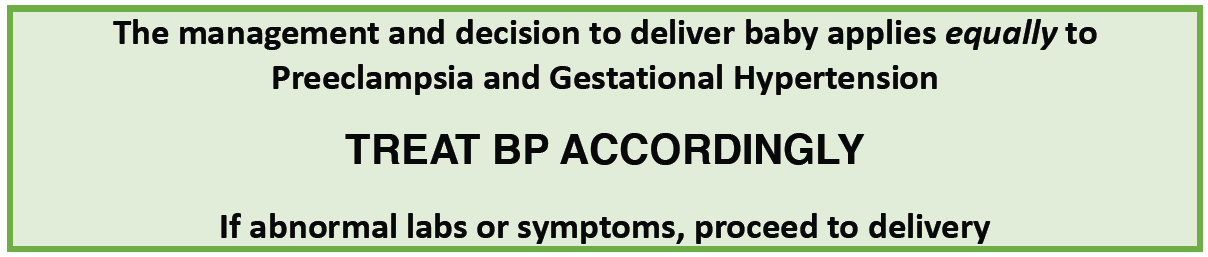 The management and decision to deliver baby applies equally to
Preeclampsia and Gestational Hypertension
TREAT BP ACCORDINGLY
If abnormal labs or symptoms, proceed to delivery